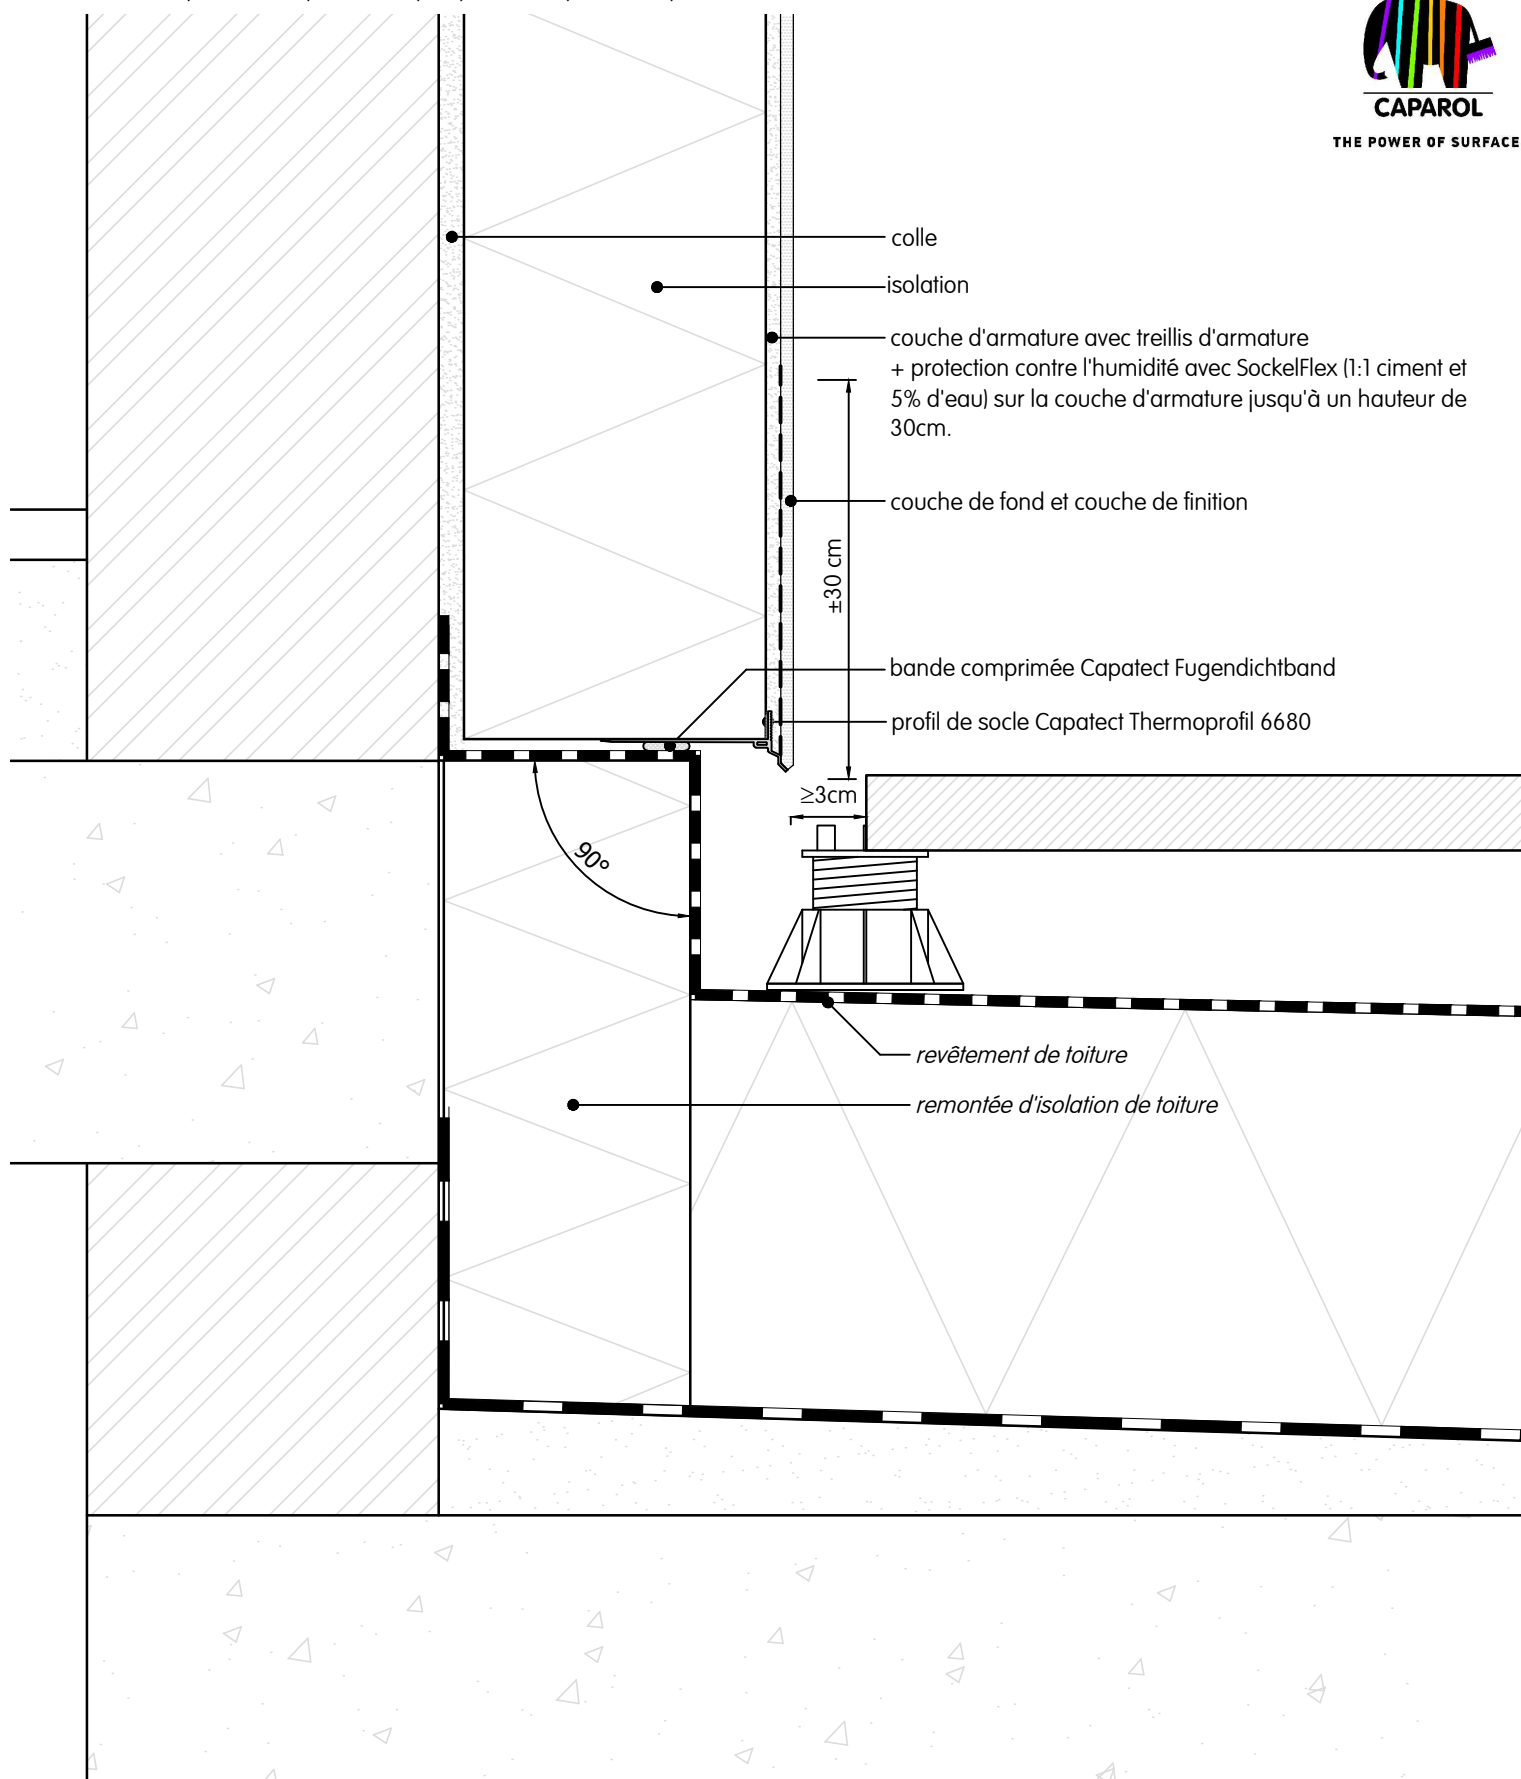 CAPAROL
THE POWER OF SURFACE
colle
isolation
couche d'armature avec treillis d'armature
+ protection contre l'humidité avec SockelFlex (1:1 ciment et
5% d'eau) sur la couche d'armature jusqu'à un hauteur de
30cm.
couche de fond et couche de finition
±30 cm
bande comprimée Capatect Fugendichtband
profil de socle Capatect Thermoprofil 6680
≥3cm
90°
revêtement de toiture
remontée d'isolation de toiture